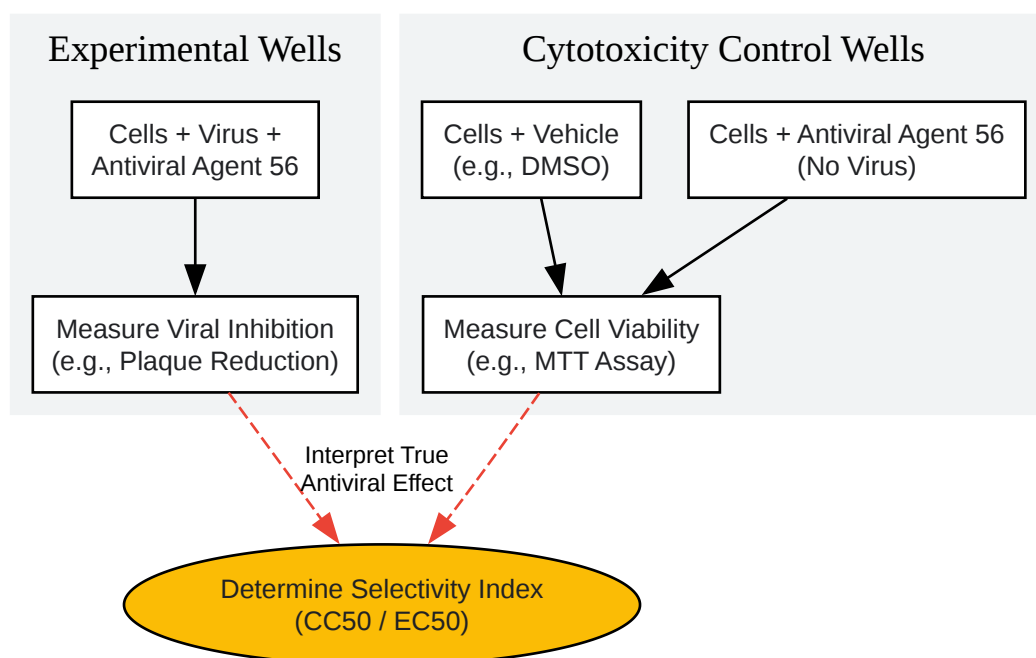 Experimental Wells
Cytotoxicity Control Wells
Cells + Virus +
Antiviral Agent 56
Cells + Vehicle
(e.g., DMSO)
Cells + Antiviral Agent 56
(No Virus)
Measure Viral Inhibition
(e.g., Plaque Reduction)
Measure Cell Viability
(e.g., MTT Assay)
Interpret True
Antiviral Effect
Determine Selectivity Index
(CC50 / EC50)